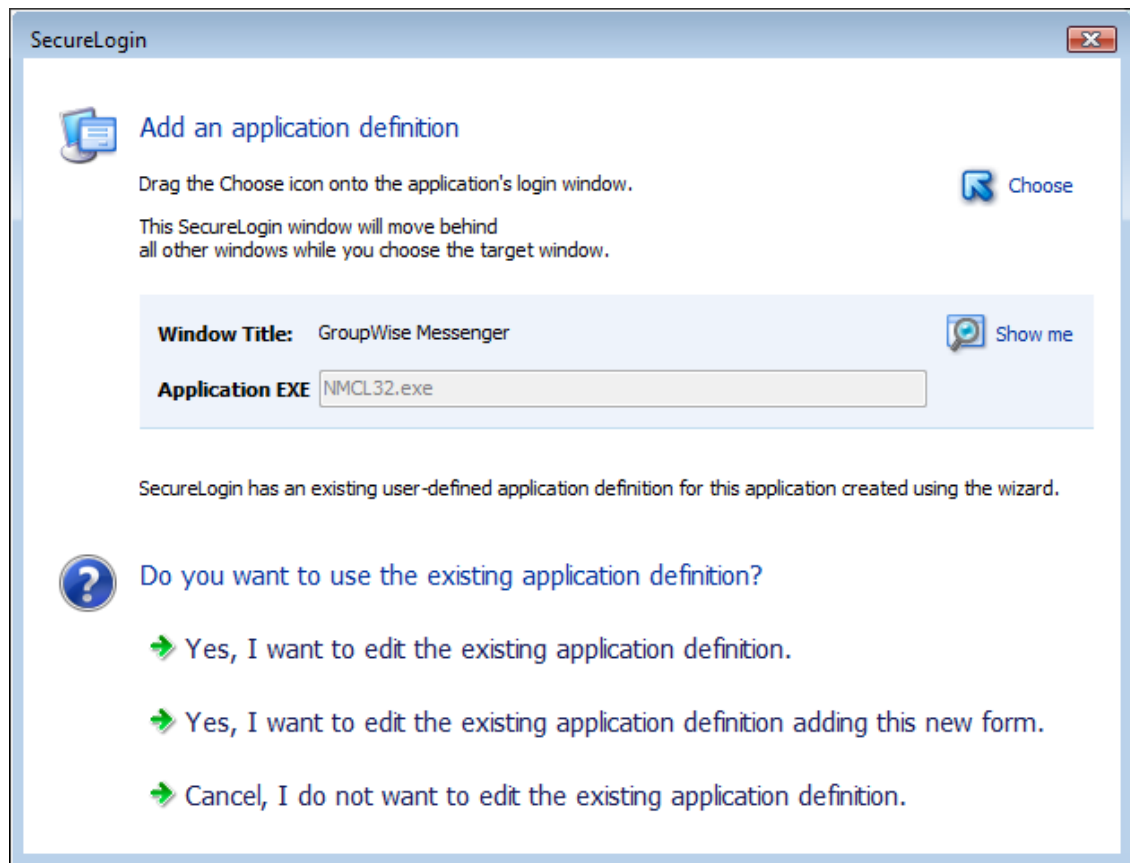 SecureLogin
Add an application definition
Drag the Choose icon onto the application's login window.
Choose
This SecureLogin window will move behind
all other windows while you choose the target window.
Window Title: GroupWise Messenger
Show me
Application EXE NMCL32.exe
SecureLogin has an existing user-defined application definition for this application created using the wizard.
Do you want to use the existing application definition?
Yes, I want to edit the existing application definition.
Yes, I want to edit the existing application definition adding this new form.
Cancel, I do not want to edit the existing application definition.